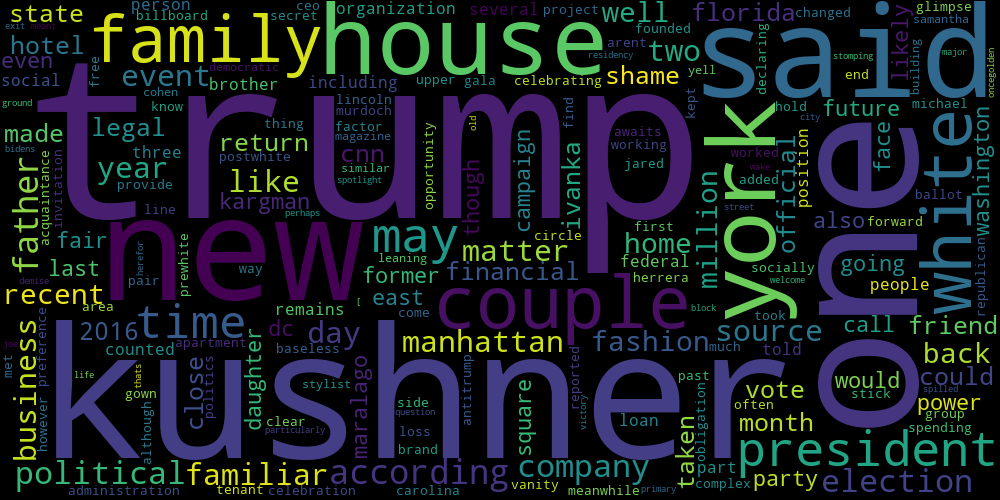 trump
kushner
new
said
one
house
family
couple
york
white
president
time
may
like
well
two
year
father
event
hotel
state
made
legal
return
kargman
cnn
campaign
ivanka
though
matter
financial
former
east
home
million
official
position
future
face
likely
florida
washington
also
going
people
call
friend
back
could
would
power
vote
month
source
fashion
manhattan
company
square
according
familiar
political
business
recent
last
fair
2016
day
dc
close
daughter
maralago
election
party
taken
shame
person
billboard
ceo
secret
organization
several
project
changed
glimpse
samantha
exit
meant
founded
arent
residency
even
social
free
democratic
cohen
know
brother
including
upper
gala
celebrating
yell
declaring
stomping
end
building
major
oncegolden
ground
bidens
acquaintance
invitation
three
provide
line
thing
postwhite
lincoln
murdoch
factor
magazine
similar
jared
spotlight
perhaps
opportunity
old
find
awaits
working
kept
worked
added
wake
street
hold
city
michael
ballot
forward
republican
first
federal
herrera
circle
leaning
come
way
pair
therefor
prewhite
demise
area
remains
[
counted
apartment
baseless
stylist
side
loss
brand
question
clear
particularly
politics
although
gown
thats
life
joe
met
however
preference
administration
tenant
celebration
carolina
vanity
meanwhile
primary
victory
reported
antitrump
loan
past
obligation
part
complex
often
much
told
took
block
socially
welcome
stick
spilled
group
spending